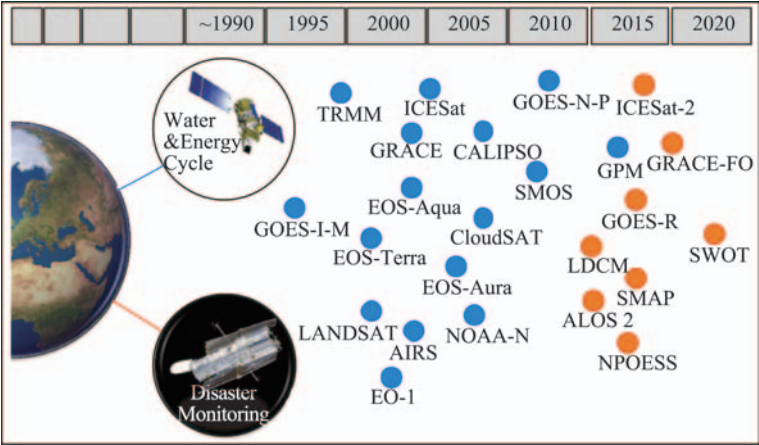 ~1990 1995 2000 2005 2010 2015 2020
Water
&Energy
Cycle
TRMM
ICESat
GOES-N-P
ICESat-2
GRACE
CALIPSO
GPM
GRACE-FO
SMOS
EOS-Aqua
GOES-R
GOES-I-M
CloudSAT
EOS-Terra
LDCM
SWOT
EOS-Aura
SMAP
ALOS 2
LANDSAT
NOAA-N
AIRS
NPOESS
EO-1
Disaster
Monitoring